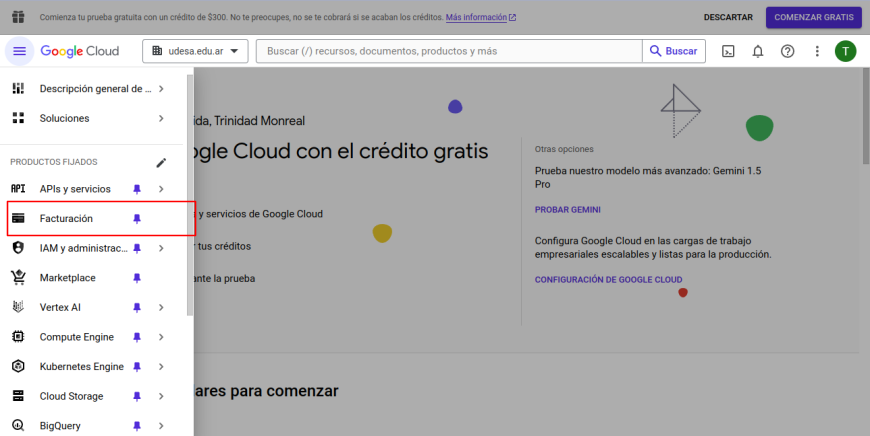 Comienza tu prueba gratuita con un crédito de $300. No te preocupes, no se te cobrará si se acaban los créditos. Más información
DESCARTAR
COMENZAR GRATIS
Google Cloud
udesa.edu.ar
Buscar (/) recursos, documentos, productos y más
Buscar
T
Descripción general de ...
Soluciones
PRODUCTOS FIJADOS
API APIs y servicios
Facturación
IAM y administrac...
Marketplace
Vertex AI
Compute Engine
Kubernetes Engine
Cloud Storage
BigQuery
ida, Trinidad Monreal
ogle Cloud con el crédito gratis
s y servicios de Google Cloud
r tus créditos
ante la prueba
Otras opciones
Prueba nuestro modelo más avanzado: Gemini 1.5
Pro
PROBAR GEMINI
Configura Google Cloud en las cargas de trabajo
empresariales escalables y listas para la producción.
CONFIGURACIÓN DE GOOGLE CLOUD
lares para comenzar